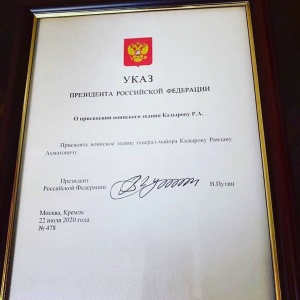 УКАЗ
ПРЕЗИДЕНТА РОССИЙСКОЙ ФЕДЕРАЦИИ
О присвоении воинского звания Кадырову Р.А.
Присвоить воинское звание генерал-майора Кадырову Рамзану
Ахматовичу.
Президент
Российской Федерации В.Путин
Москва, Кремль
22 июля 2020 года
№ 478